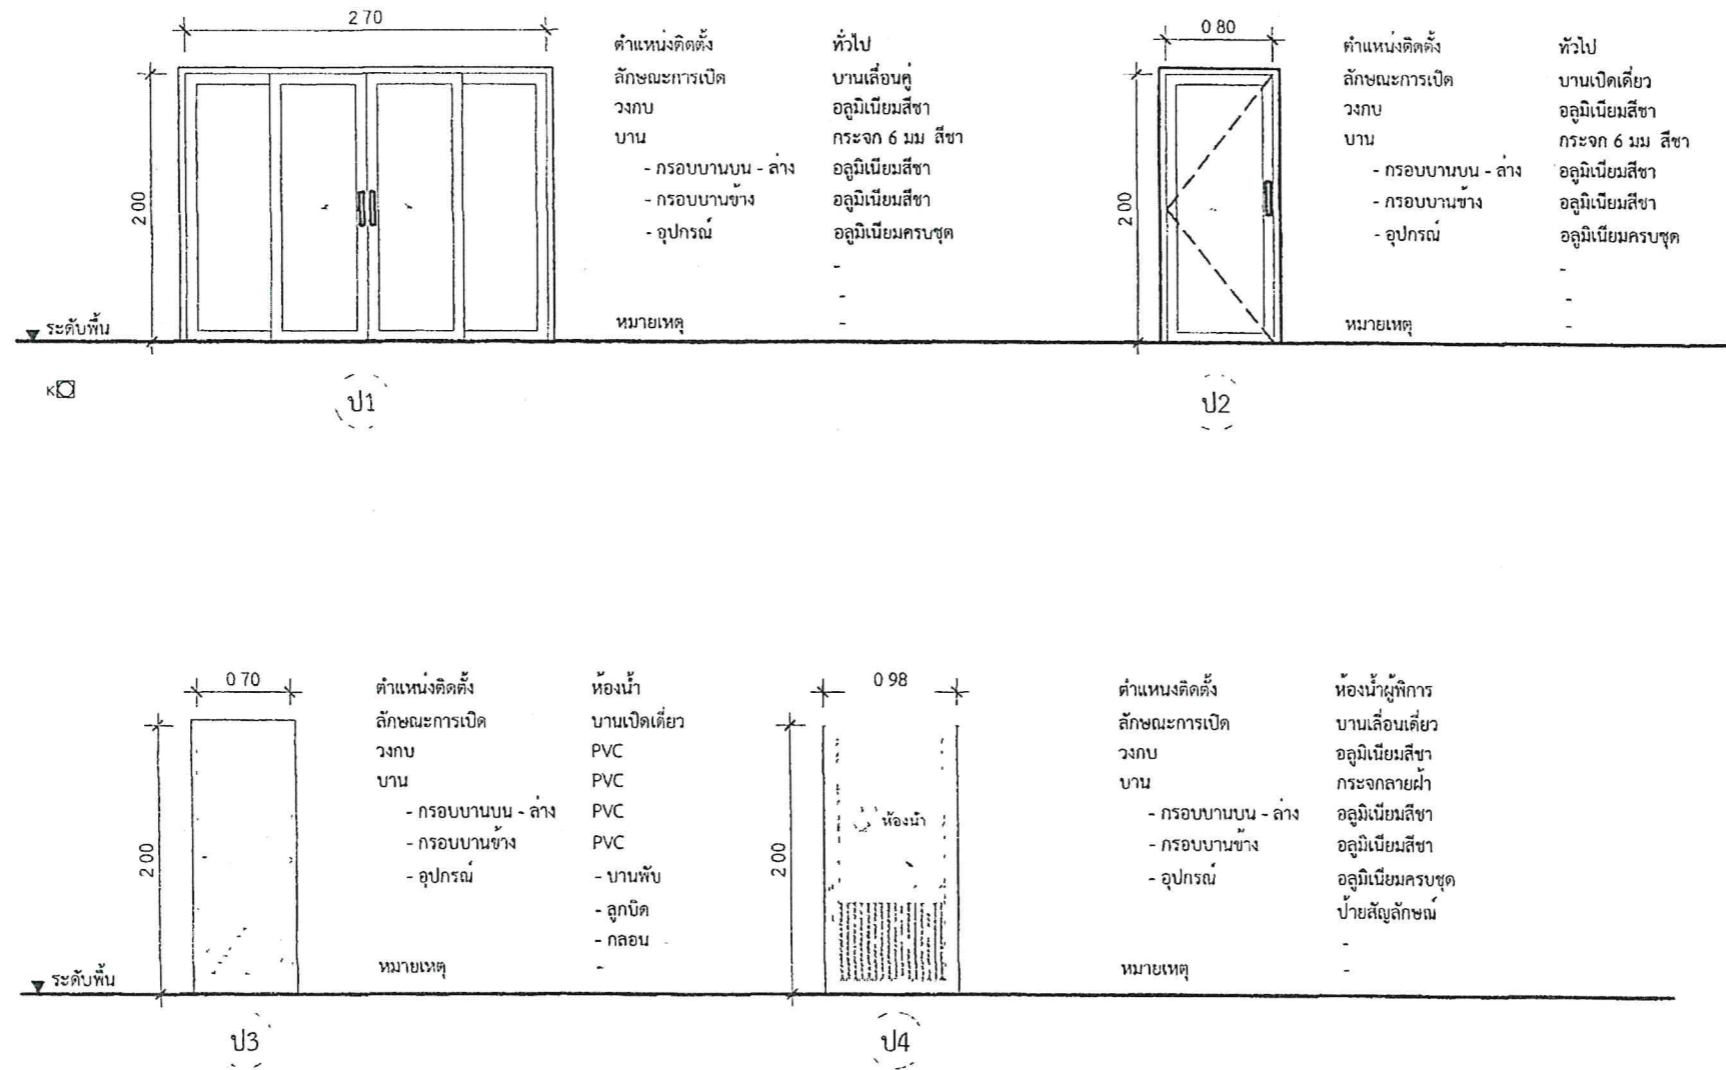 2.70
ตำแหน่งติดตั้ง ทั่วไป
ลักษณะการเปิด บานเลื่อนคู่
วงกบ อลูมิเนียมสีชา
บาน กระจก 6 มม สีชา
- กรอบบานบน - ล่าง อลูมิเนียมสีชา
- กรอบบานข้าง อลูมิเนียมสีชา
- อุปกรณ์ อลูมิเนียมครบชุด
-
-
หมายเหตุ -
2.00
ระดับพื้น
K
ป1
0.80
ตำแหน่งติดตั้ง ทั่วไป
ลักษณะการเปิด บานเปิดเดี่ยว
วงกบ อลูมิเนียมสีชา
บาน กระจก 6 มม สีชา
- กรอบบานบน - ล่าง อลูมิเนียมสีชา
- กรอบบานข้าง อลูมิเนียมสีชา
- อุปกรณ์ อลูมิเนียมครบชุด
-
-
หมายเหตุ -
2.00
ป2
0.70
ตำแหน่งติดตั้ง ห้องน้ำ
ลักษณะการเปิด บานเปิดเดี่ยว
วงกบ PVC
บาน PVC
- กรอบบานบน - ล่าง PVC
- กรอบบานข้าง PVC
- อุปกรณ์ - บานพับ
- ลูกบิด
- กลอน
หมายเหตุ -
2.00
ระดับพื้น
ป3
0.98
ตำแหน่งติดตั้ง ห้องน้ำผู้พิการ
ลักษณะการเปิด บานเลื่อนเดี่ยว
วงกบ อลูมิเนียมสีชา
บาน กระจกลายฝ้า
- กรอบบานบน - ล่าง อลูมิเนียมสีชา
- กรอบบานข้าง อลูมิเนียมสีชา
- อุปกรณ์ อลูมิเนียมครบชุด
ป้ายสัญลักษณ์
-
หมายเหตุ -
2.00
ห้องน้ำ
ป4